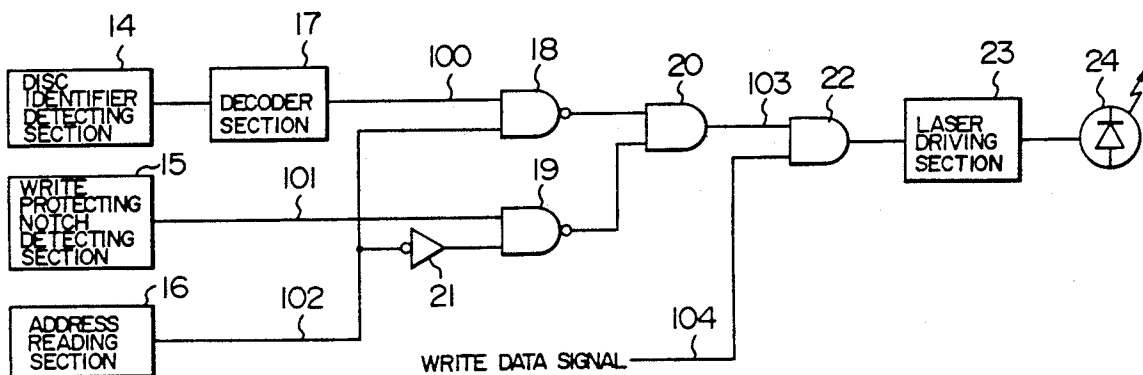 14
17
100
18
20
103
22
23
24
DISC
IDENTIFIER
DETECTING
SECTION
DECODER
SECTION
LASER
DRIVING
SECTION
15
101
19
WRITE
PROTECTING
NOTCH
DETECTING
SECTION
21
16
102
104
ADDRESS
READING
SECTION
WRITE DATA SIGNAL